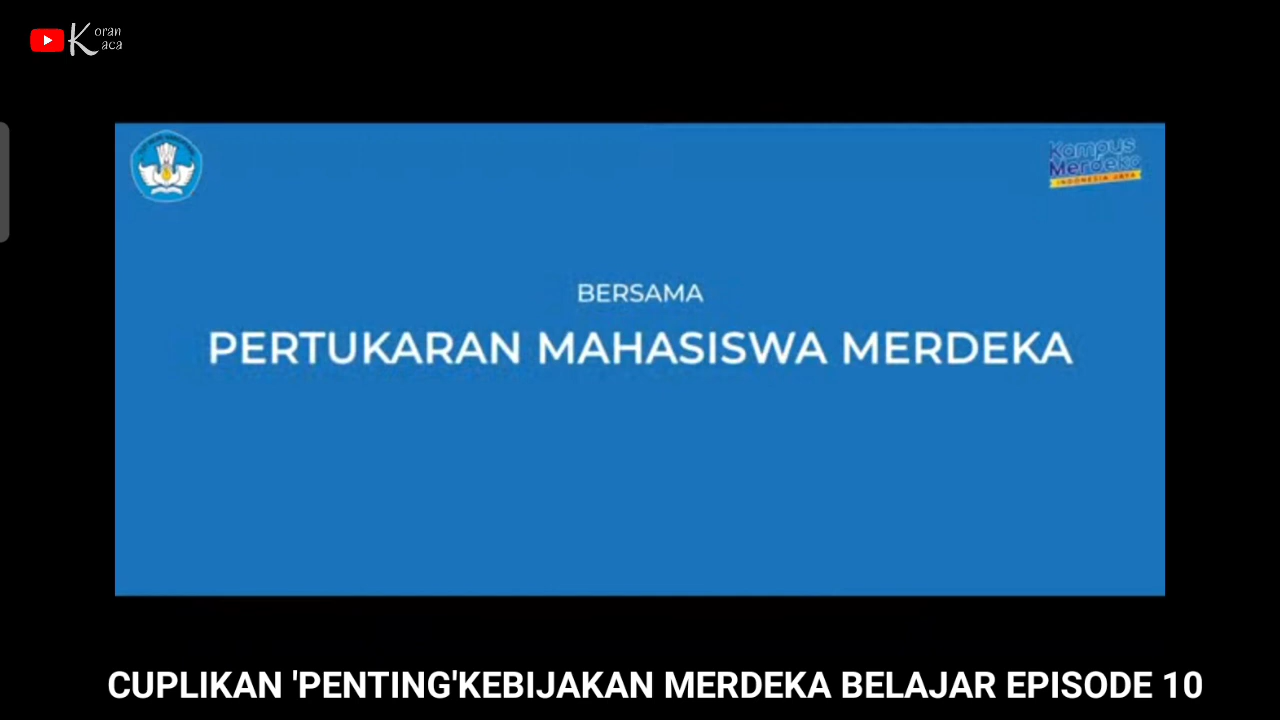 Koran
Kaca
Kampus
Merdeka
INDONESIA JAYA
BERSAMA
PERTUKARAN MAHASISWA MERDEKA
CUPLIKAN 'PENTING'KEBIJAKAN MERDEKA BELAJAR EPISODE 10